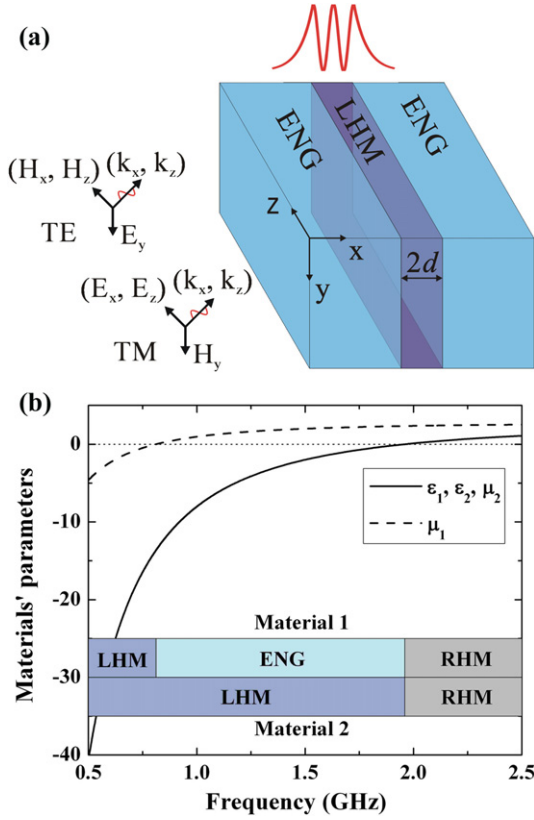 (a)
ENG
LHM
ENG
(Hx, Hz) (kx, kz)
TE
Ey
z
x
y
2d
(Ex, Ez) (kx, kz)
TM
Hy
(b)
Materials' parameters
5
0
-10
-20
-30
-40
ε1, ε2, μ2
μ1
Material 1
LHM ENG RHM
LHM RHM
Material 2
0.5 1.0 1.5 2.0 2.5
Frequency (GHz)